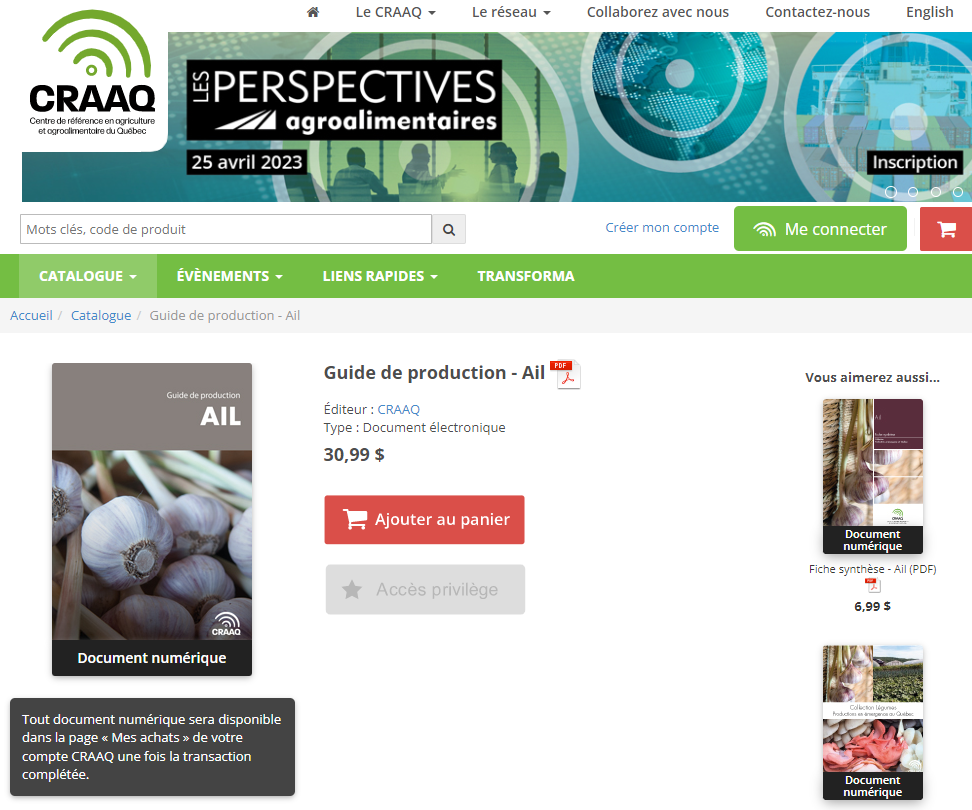 Le CRAAQ
Le réseau
Collaborez avec nous
Contactez-nous
English
CRAAQ
Centre de référence en agriculture
et agroalimentaire du Québec
LES PERSPECTIVES
agroalimentaires
25 avril 2023
Inscription
Mots clés, code de produit
Créer mon compte
Me connecter
CATALOGUE
ÉVÈNEMENTS
LIENS RAPIDES
TRANSFORMA
Accueil / Catalogue / Guide de production - Ail
Guide de production
AIL
CRAAQ
Document numérique
Tout document numérique sera disponible
dans la page « Mes achats » de votre
compte CRAAQ une fois la transaction
complétée.
Guide de production - Ail
PDF
Éditeur : CRAAQ
Type : Document électronique
30,99 $
Ajouter au panier
Accès privilège
Vous aimerez aussi...
Ail
CRAAQ
Document
numérique
Fiche synthèse - Ail (PDF)
PDF
6,99 $
Collection Légumes
Productions en émergence au Québec
Document
numérique